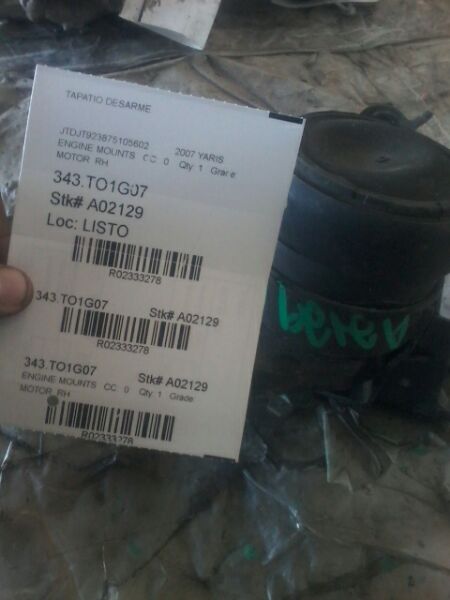 TAPATIO DESARME
JTDJT923875105602 2007 YARIS
ENGINE MOUNTS CC 0 Qty 1 Grade
MOTOR RH
343.TO1G07
Stk# A02129
Loc: LISTO
R02333278
343.TO1G07 Stk# A02129
R02333278
343.TO1G07 Stk# A02129
ENGINE MOUNTS CC 0 Qty 1 Grade
MOTOR RH
R02333278